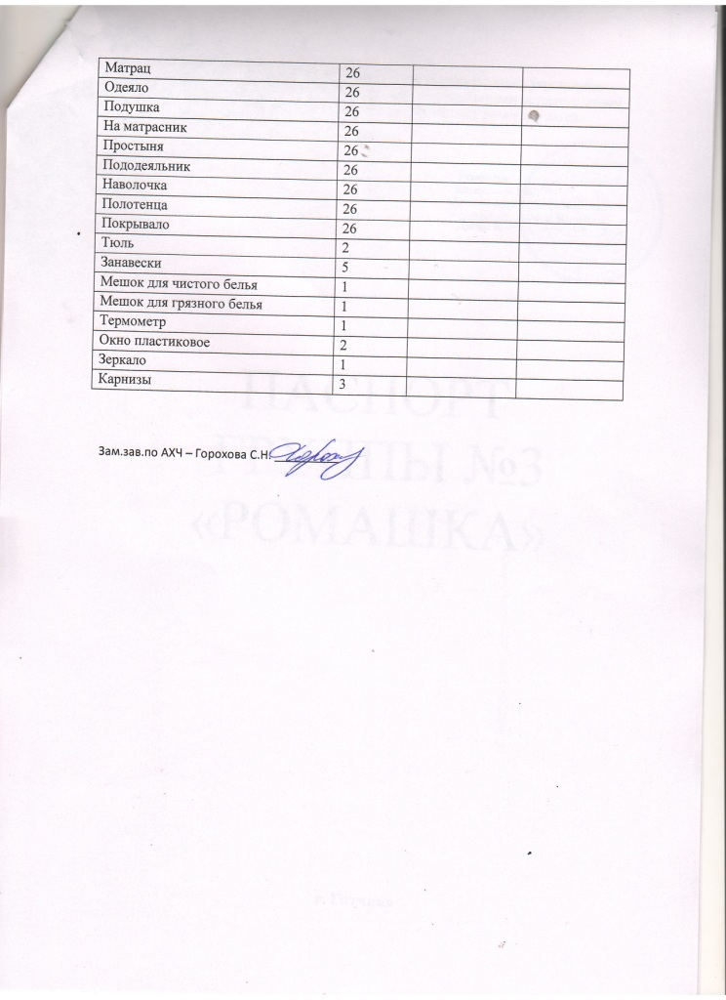 Матрац 26
Одеяло 26
Подушка 26
На матрасник 26
Простыня 26
Пододеяльник 26
Наволочка 26
Полотенца 26
Покрывало 26
Тюль 2
Занавески 5
Мешок для чистого белья 1
Мешок для грязного белья 1
Термометр 1
Окно пластиковое 2
Зеркало 1
Карнизы 3
Зам.зав.по АХЧ – Горохова С.Н.
ПАСПОРТ
ГРУППЫ №3
«РОМАШКА»